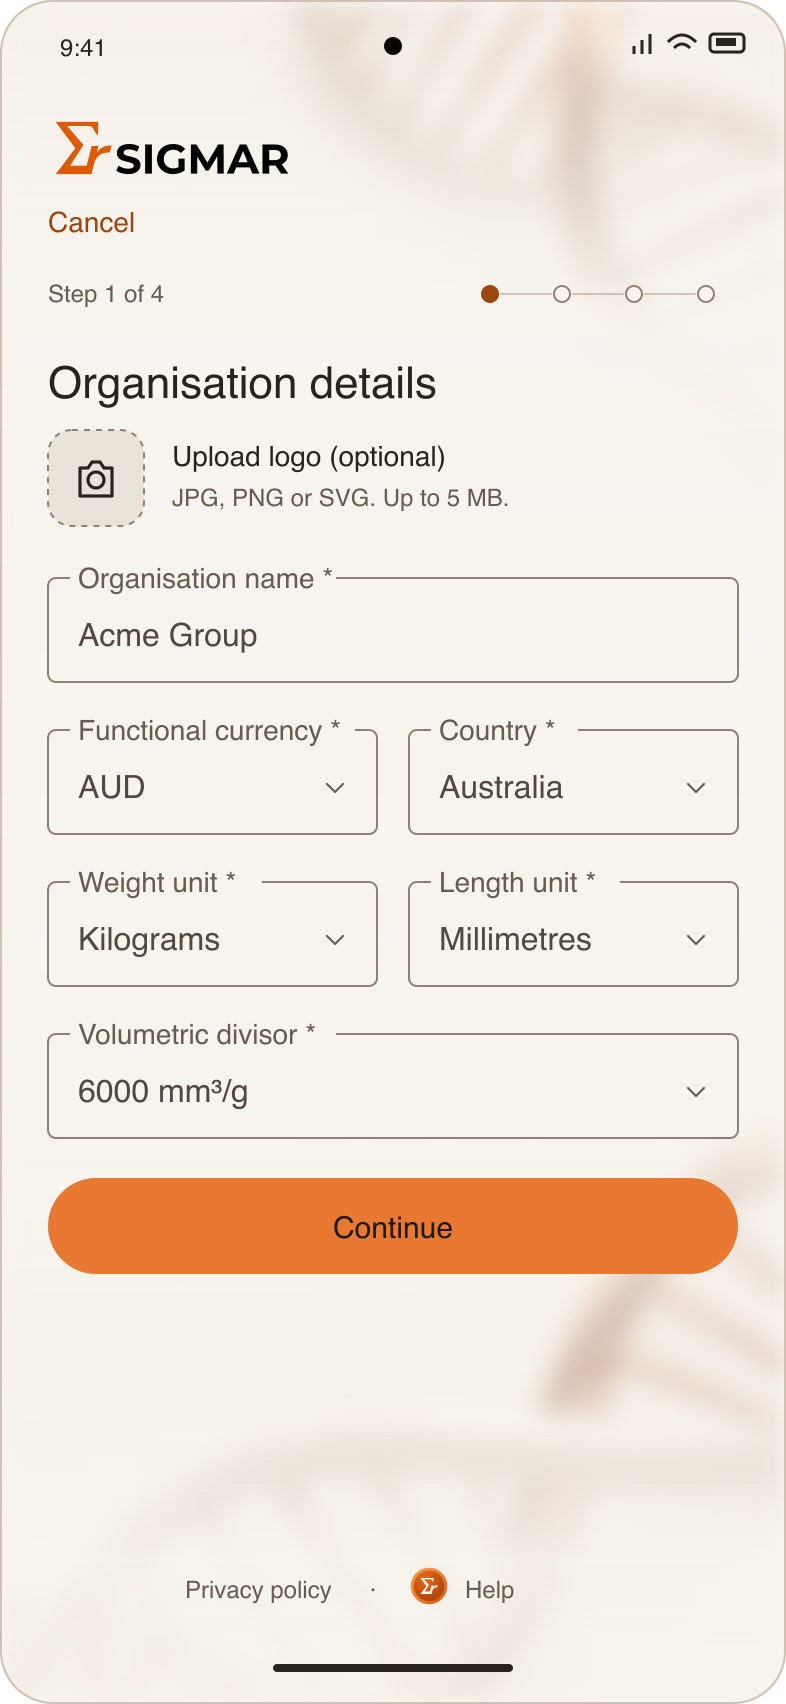 9:41
Σr SIGMAR
Cancel
Step 1 of 4
Organisation details
Upload logo (optional)
JPG, PNG or SVG. Up to 5 MB.
Organisation name *
Acme Group
Functional currency *
Country *
AUD
Australia
Weight unit *
Length unit *
Kilograms
Millimetres
Volumetric divisor *
6000 mm³/g
Continue
Privacy policy · Σr Help